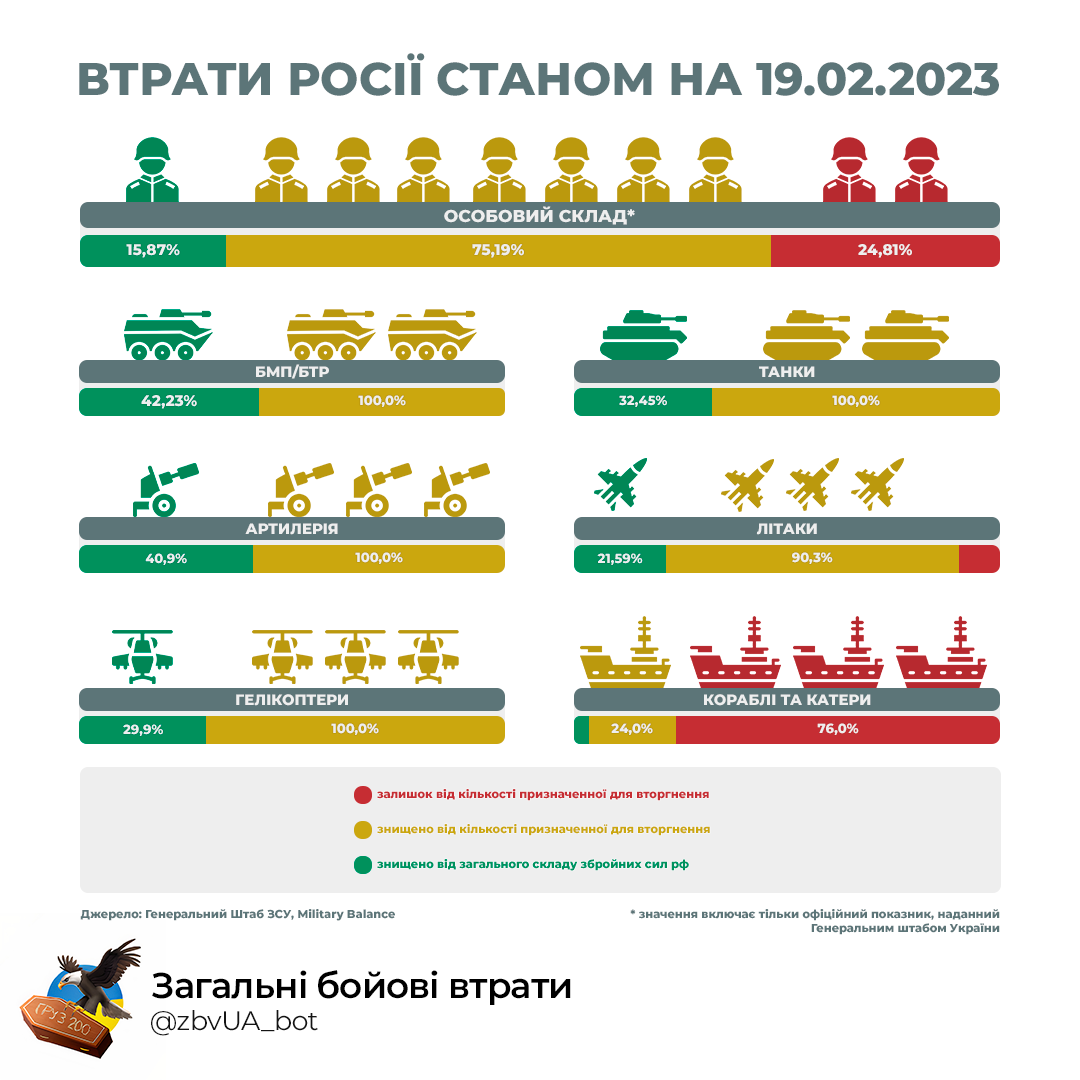 ВТРАТИ РОСІЇ СТАНОМ НА 19.02.2023
ОСОБОВИЙ СКЛАД*
15,87% 75,19% 24,81%
БМП/БТР
42,23% 100,0%
ТАНКИ
32,45% 100,0%
АРТИЛЕРІЯ
40,9% 100,0%
ЛІТАКИ
21,59% 90,3%
ГЕЛІКОПТЕРИ
29,9% 100,0%
КОРАБЛІ ТА КАТЕРИ
24,0% 76,0%
залишок від кількості призначенної для вторгнення
знищено від кількості призначенної для вторгнення
знищено від загального складу збройних сил рф
Джерело: Генеральний Штаб ЗСУ, Military Balance
* значення включає тільки офіційний показник, наданний
Генеральним штабом України
ГРУЗ 200
Загальні бойові втрати
@zbvUA_bot